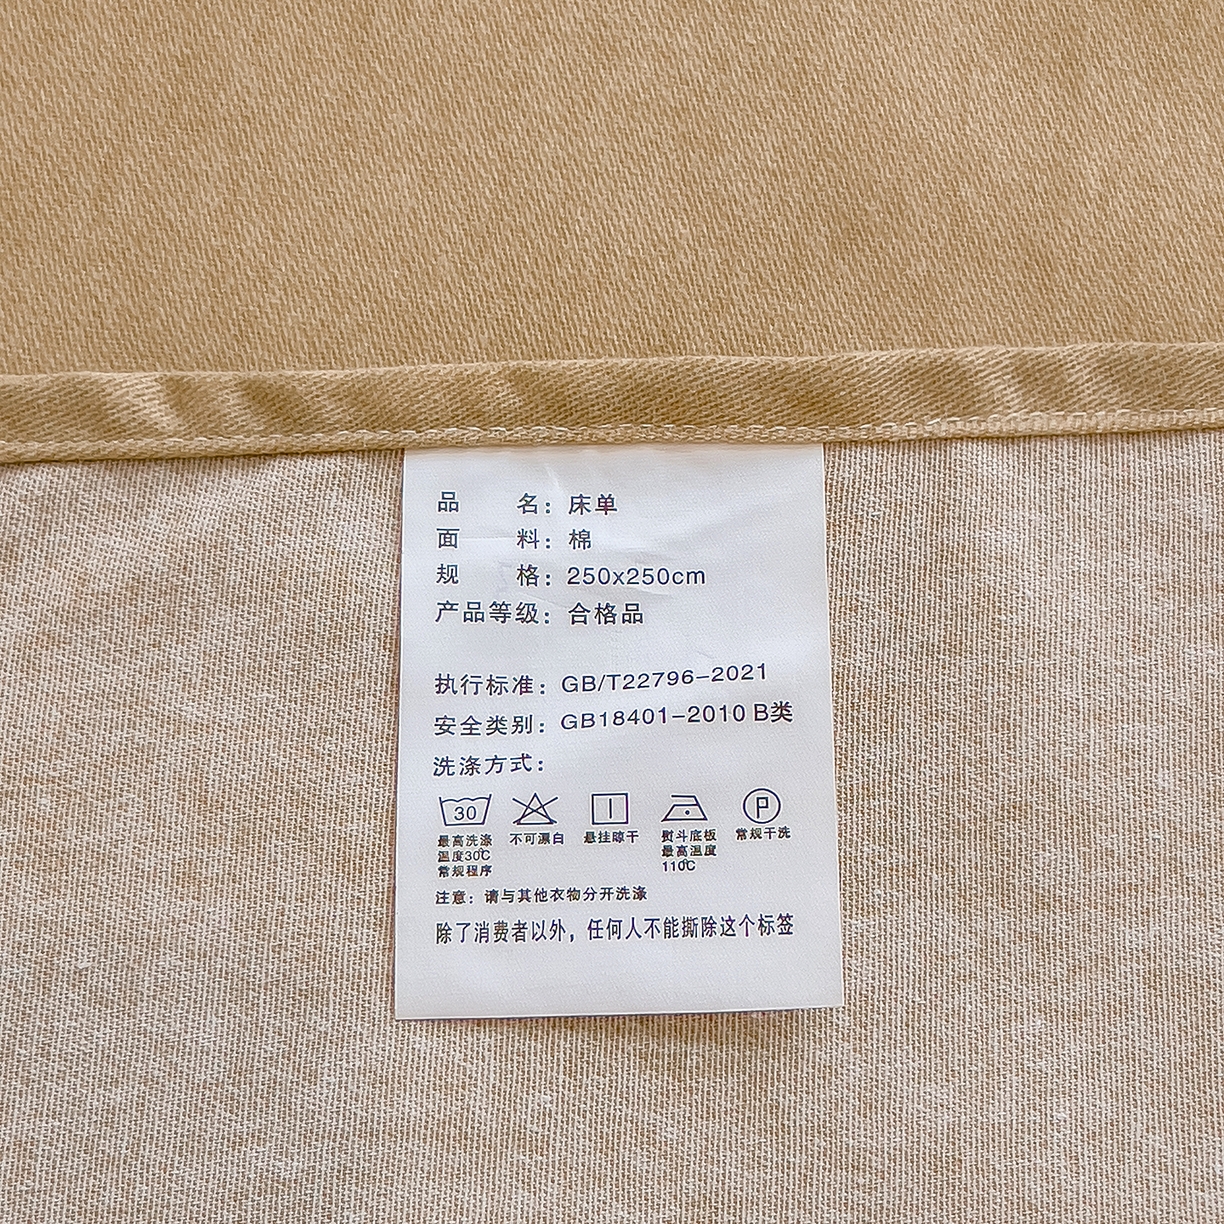 品 名：床单
面 料：棉
规 格：250x250cm
产品等级：合格品
执行标准：GB/T22796-2021
安全类别：GB18401-2010 B类
洗涤方式：
30
P
最高洗涤 不可漂白 悬挂晾干 熨斗底板 常规干洗
温度30℃ 最高温度
常规程序 110℃
注意：请与其他衣物分开洗涤
除了消费者以外，任何人不能撕除这个标签